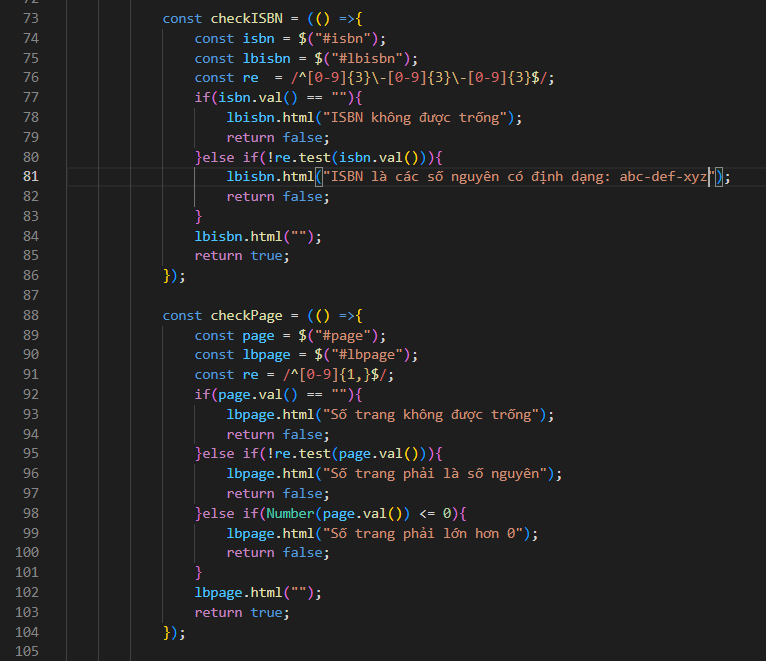 73 const checkISBN = (() =>{
74 const isbn = $("#isbn");
75 const lbisbn = $("#lbisbn");
76 const re  = /^[0-9]{3}\-[0-9]{3}\-[0-9]{3}$/;
77 if(isbn.val() == ""){
78 lbisbn.html("ISBN không được trống");
79 return false;
80 }else if(!re.test(isbn.val())){
81 lbisbn.html("ISBN là các số nguyên có định dạng: abc-def-xyz");
82 return false;
83 }
84 lbisbn.html("");
85 return true;
86 });
87
88 const checkPage = (() =>{
89 const page = $("#page");
90 const lbpage = $("#lbpage");
91 const re = /^[0-9]{1,}$/;
92 if(page.val() == ""){
93 lbpage.html("Số trang không được trống");
94 return false;
95 }else if(!re.test(page.val())){
96 lbpage.html("Số trang phải là số nguyên");
97 return false;
98 }else if(Number(page.val()) <= 0){
99 lbpage.html("Số trang phải lớn hơn 0");
100 return false;
101 }
102 lbpage.html("");
103 return true;
104 });
105